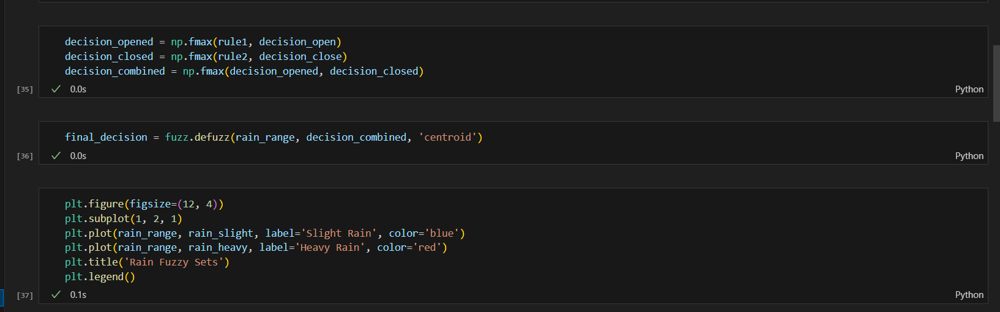 decision_opened = np.fmax(rule1, decision_open)
decision_closed = np.fmax(rule2, decision_close)
decision_combined = np.fmax(decision_opened, decision_closed)
[35] 0.0s Python
final_decision = fuzz.defuzz(rain_range, decision_combined, 'centroid')
[36] 0.0s Python
plt.figure(figsize=(12, 4))
plt.subplot(1, 2, 1)
plt.plot(rain_range, rain_slight, label='Slight Rain', color='blue')
plt.plot(rain_range, rain_heavy, label='Heavy Rain', color='red')
plt.title('Rain Fuzzy Sets')
plt.legend()
[37] 0.1s Python